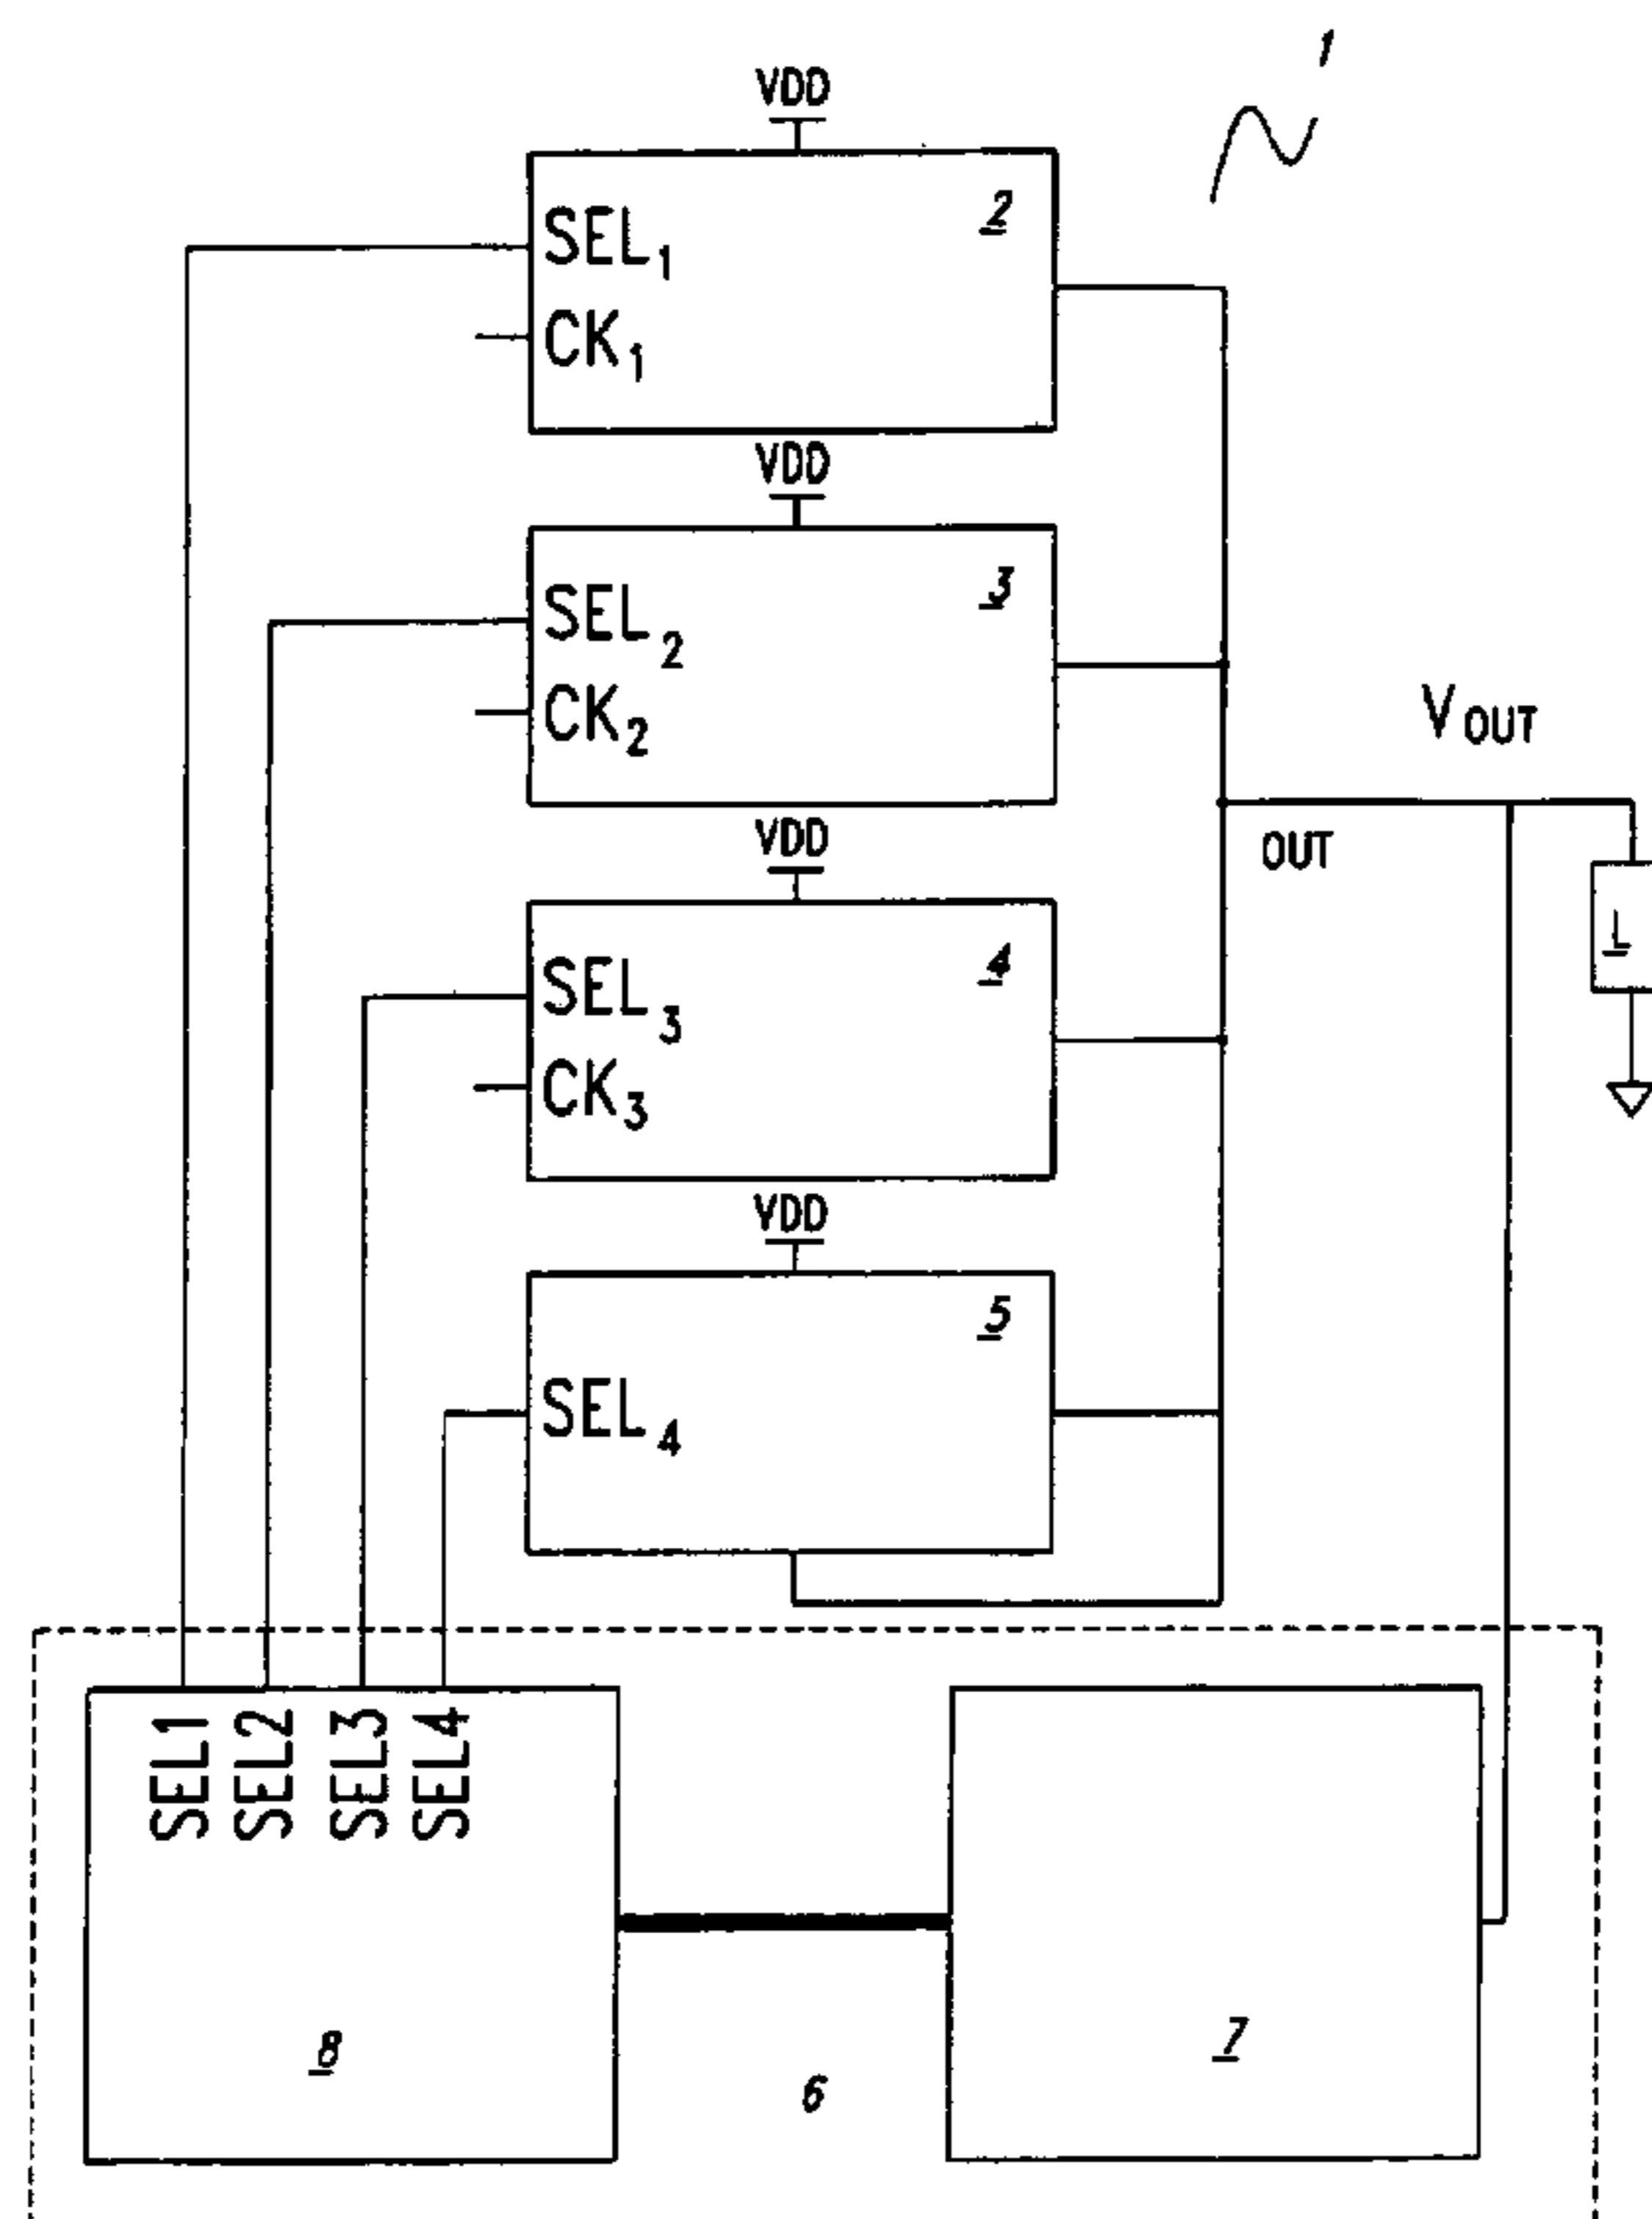 1
VDD
2
SEL₁
CK₁
VDD
3
SEL₂
CK₂
V OUT
VDD
OUT
4
L
SEL₃
CK₃
VDD
5
SEL₄
SEL1
SEL2
SEL3
SEL4
8
7
6